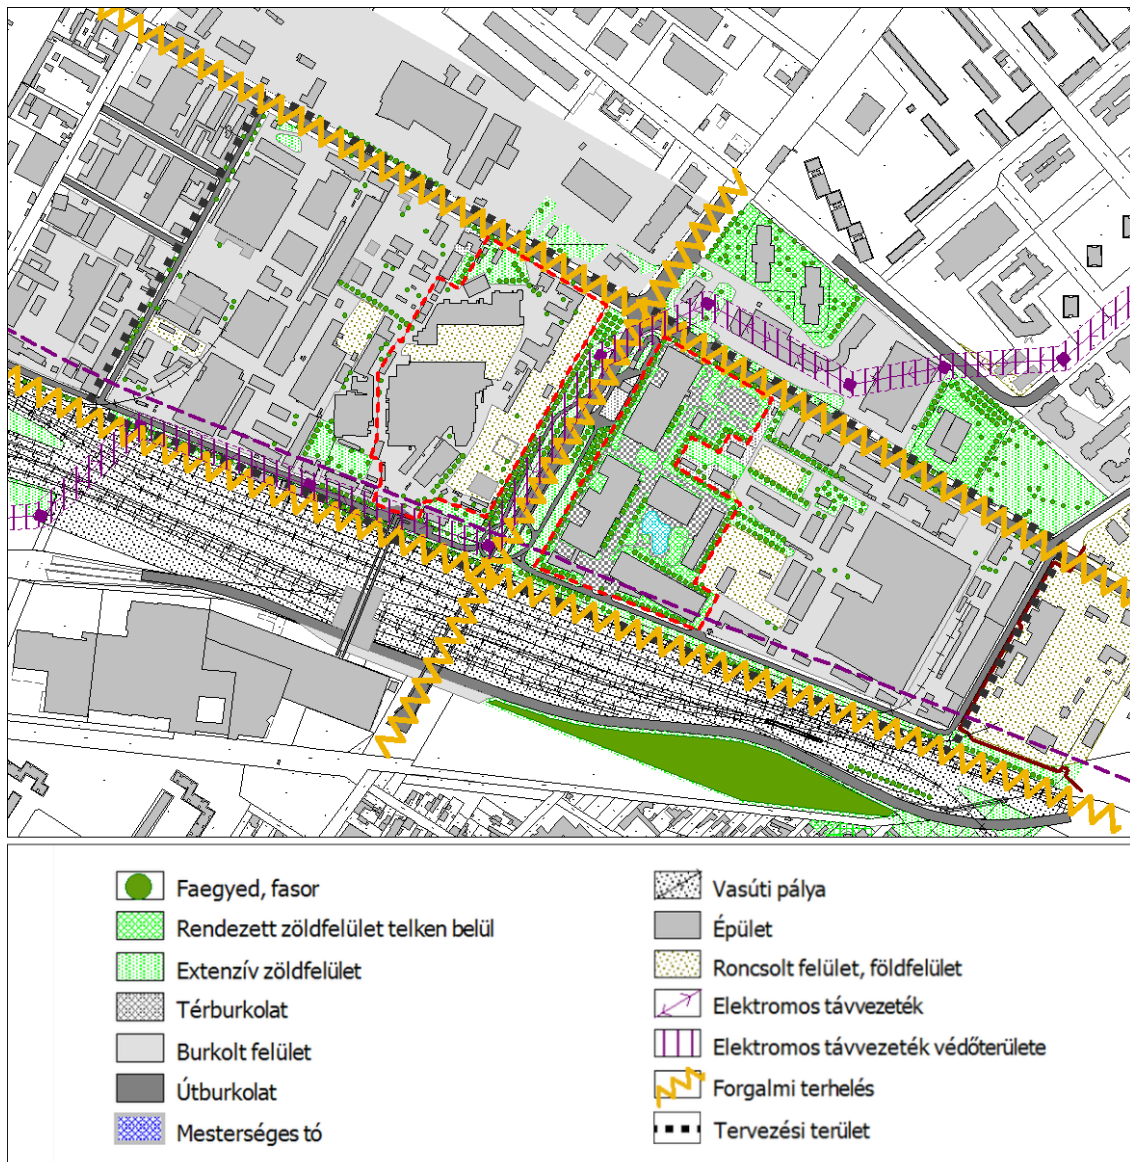 Faegyed, fasor
Rendezett zöldfelület telken belül
Extenzív zöldfelület
Térburkolat
Burkolt felület
Útburkolat
Mesterséges tó
Vasúti pálya
Épület
Roncsolt felület, földfelület
Elektromos távvezeték
Elektromos távvezeték védőterülete
Forgalmi terhelés
Tervezési terület